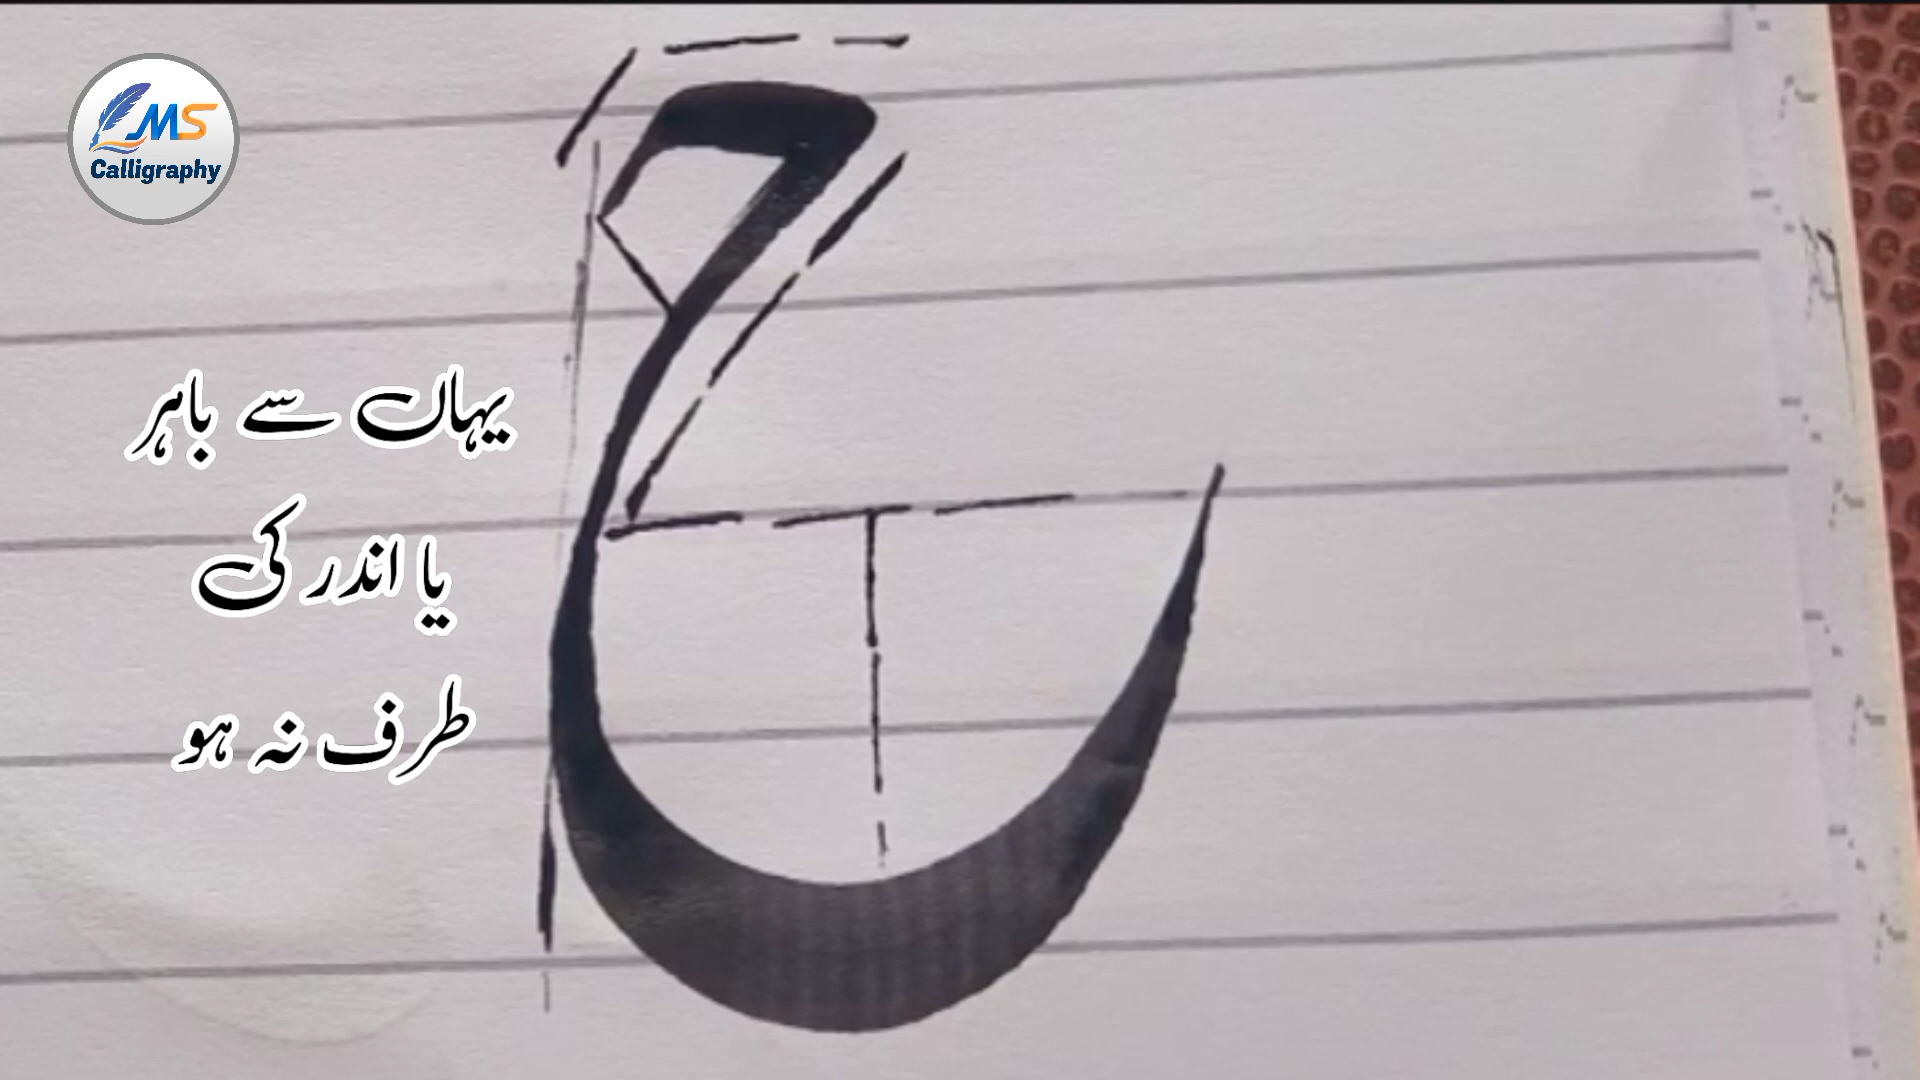 MS
Calligraphy
ح
یہاں سے باہر
یا اندر کی
طرف نہ ہو